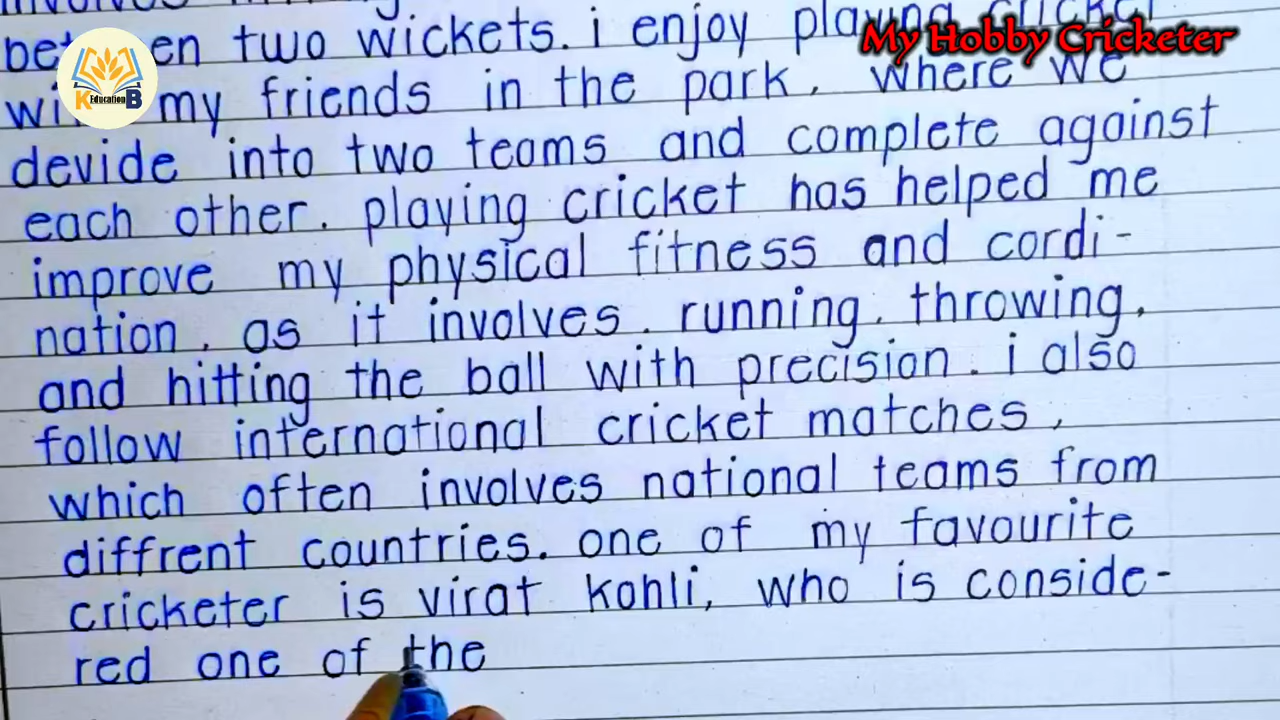 between two wickets. i enjoy playing cricket
My Hobby Cricketer
K Education B
with my friends in the park, where we
devide into two teams and complete against
each other. playing cricket has helped me
improve my physical fitness and cordi-
nation, as it involves. running, throwing,
and hitting the ball with precision. i also
follow international cricket matches,
which often involves national teams from
diffrent countries. one of my favourite
cricketer is virat kohli, who is conside-
red one of the